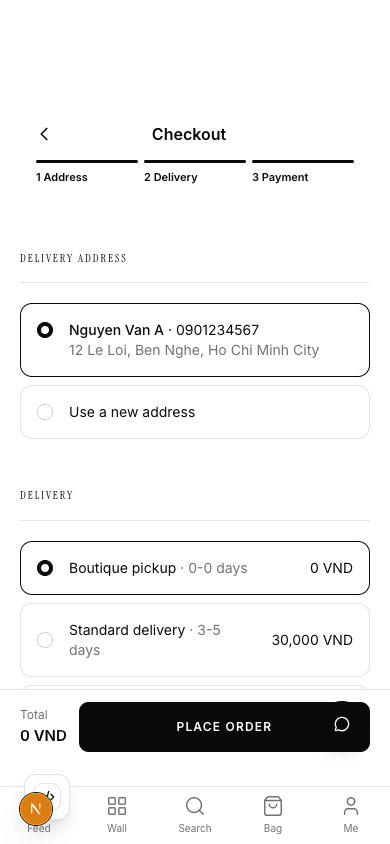 Checkout
1 Address
2 Delivery
3 Payment
DELIVERY ADDRESS
Nguyen Van A · 0901234567
12 Le Loi, Ben Nghe, Ho Chi Minh City
Use a new address
DELIVERY
Boutique pickup · 0-0 days
0 VND
Standard delivery · 3-5
days
30,000 VND
Total
0 VND
PLACE ORDER
N
Feed
Wall
Search
Bag
Me